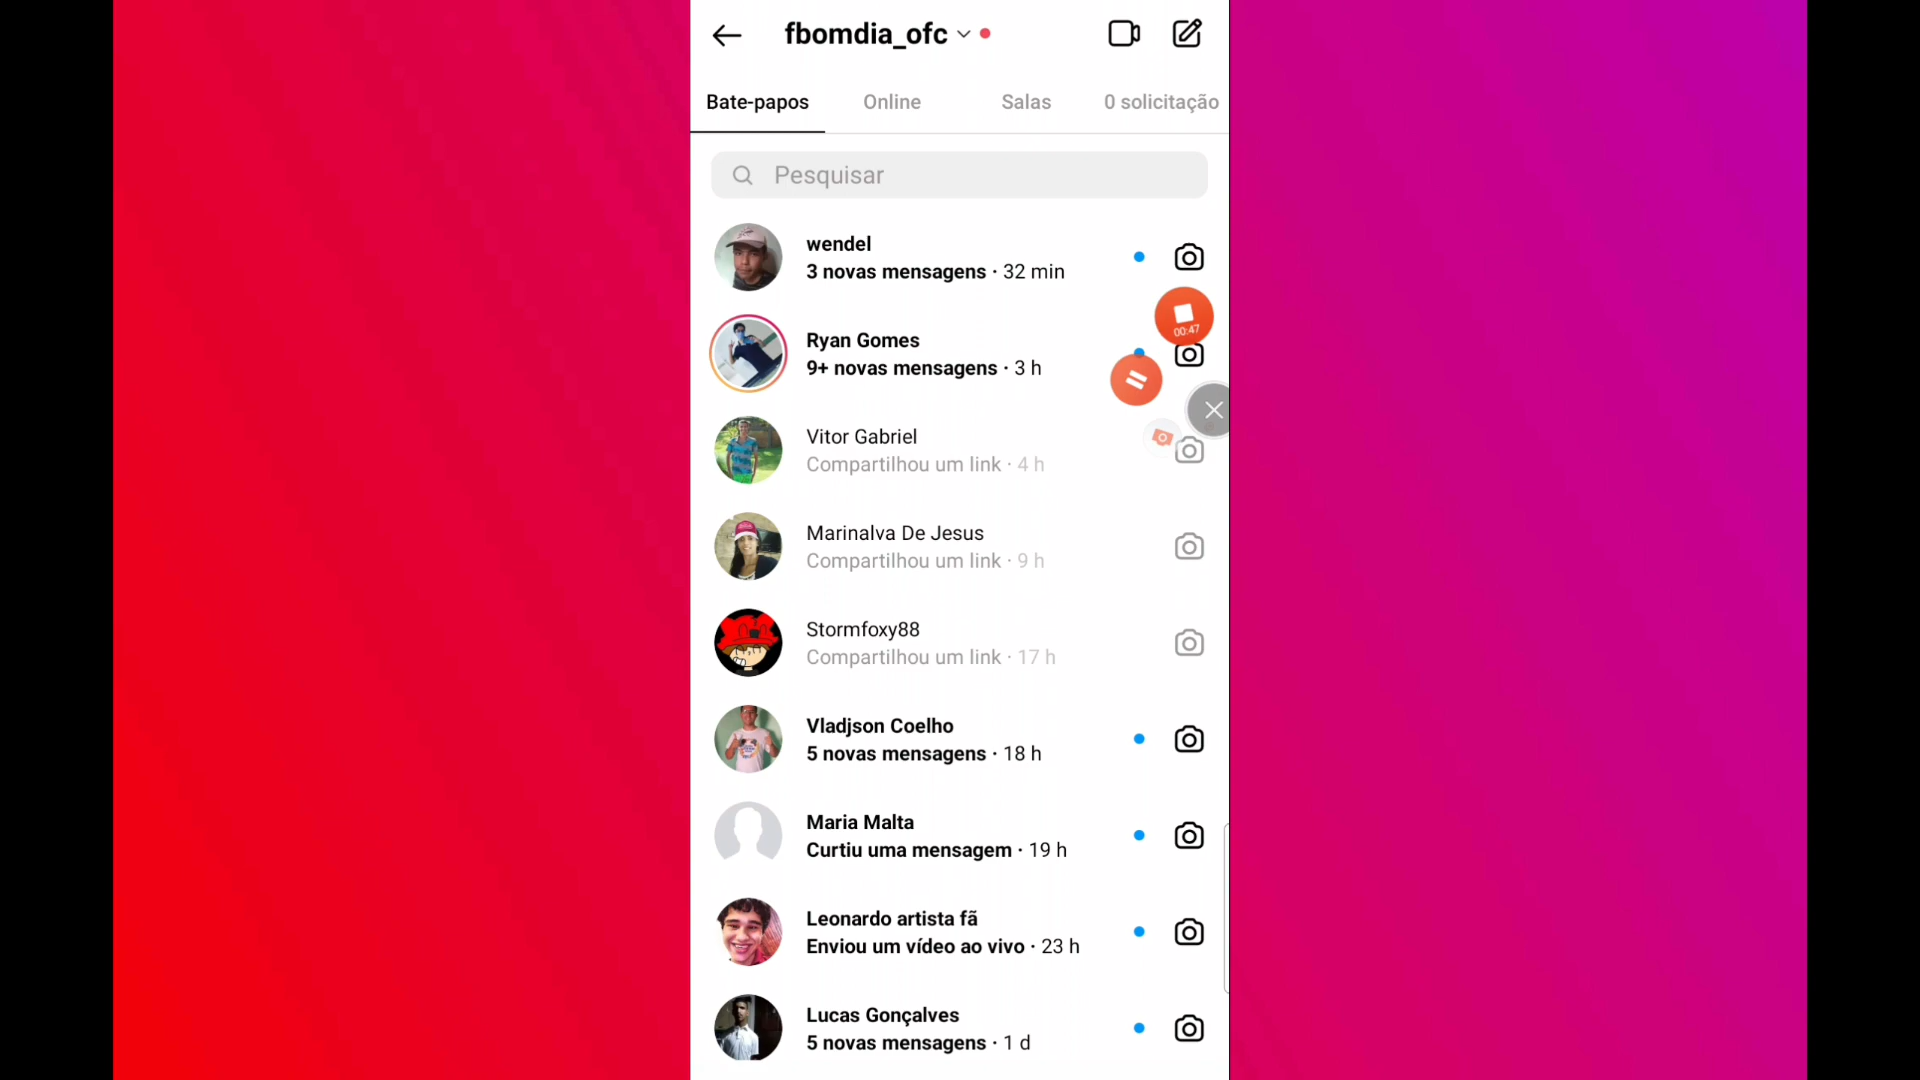 fbomdia_ofc
Bate-papos Online Salas 0 solicitação
Pesquisar
wendel
3 novas mensagens · 32 min
00:47
Ryan Gomes
9+ novas mensagens · 3 h
Vitor Gabriel
Compartilhou um link · 4 h
Marinalva De Jesus
Compartilhou um link · 9 h
Stormfoxy88
Compartilhou um link · 17 h
Vladjson Coelho
5 novas mensagens · 18 h
Maria Malta
Curtiu uma mensagem · 19 h
Leonardo artista fã
Enviou um vídeo ao vivo · 23 h
Lucas Gonçalves
5 novas mensagens · 1 d